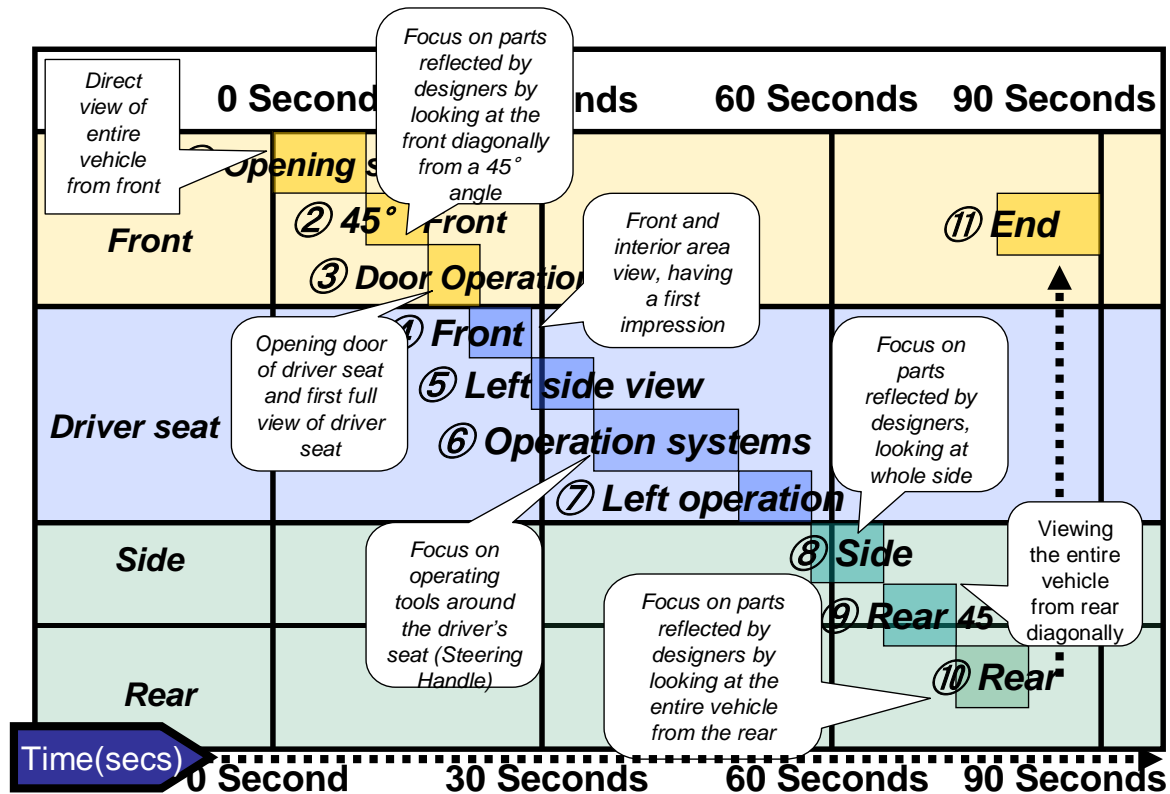 0 Second
nds
60 Seconds
90 Seconds
Direct
view of
entire
vehicle
from front
Focus on parts
reflected by
designers by
looking at the
front diagonally
from a 45°
angle
Opening s
Front
② 45°
Front
③ Door Operation
⑪ End
Front and
interior area
view, having
a first
impression
Driver seat
Opening door
of driver seat
and first full
view of driver
seat
④ Front
⑤ Left side view
⑥ Operation systems
⑦ Left operation
Focus on
parts
reflected by
designers,
looking at
whole side
Side
Focus on
operating
tools around
the driver's
seat (Steering
Handle)
⑧ Side
⑨ Rear 45
Viewing
the entire
vehicle
from rear
diagonally
Rear
Focus on parts
reflected by
designers by
looking at the
entire vehicle
from the rear
⑩ Rear
Time(secs)
0 Second
30 Seconds
60 Seconds
90 Seconds